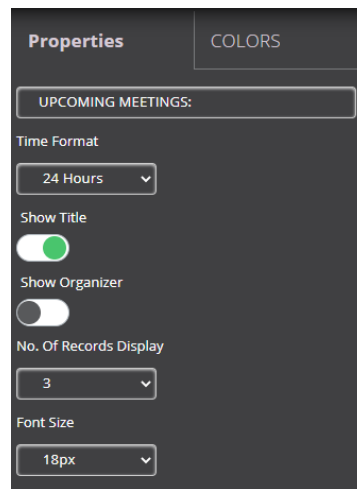 Properties COLORS
UPCOMING MEETINGS:
Time Format
24 Hours
Show Title
Show Organizer
No. Of Records Display
3
Font Size
18px